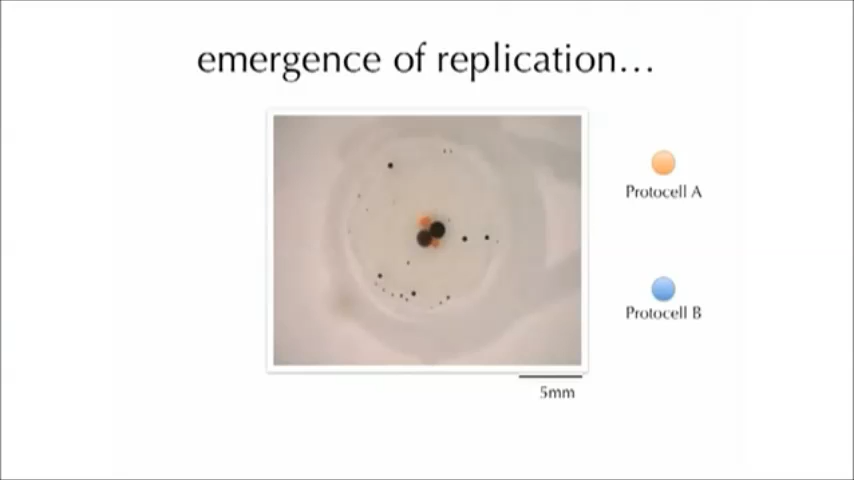 emergence of replication...
Protocell A
Protocell B
5mm